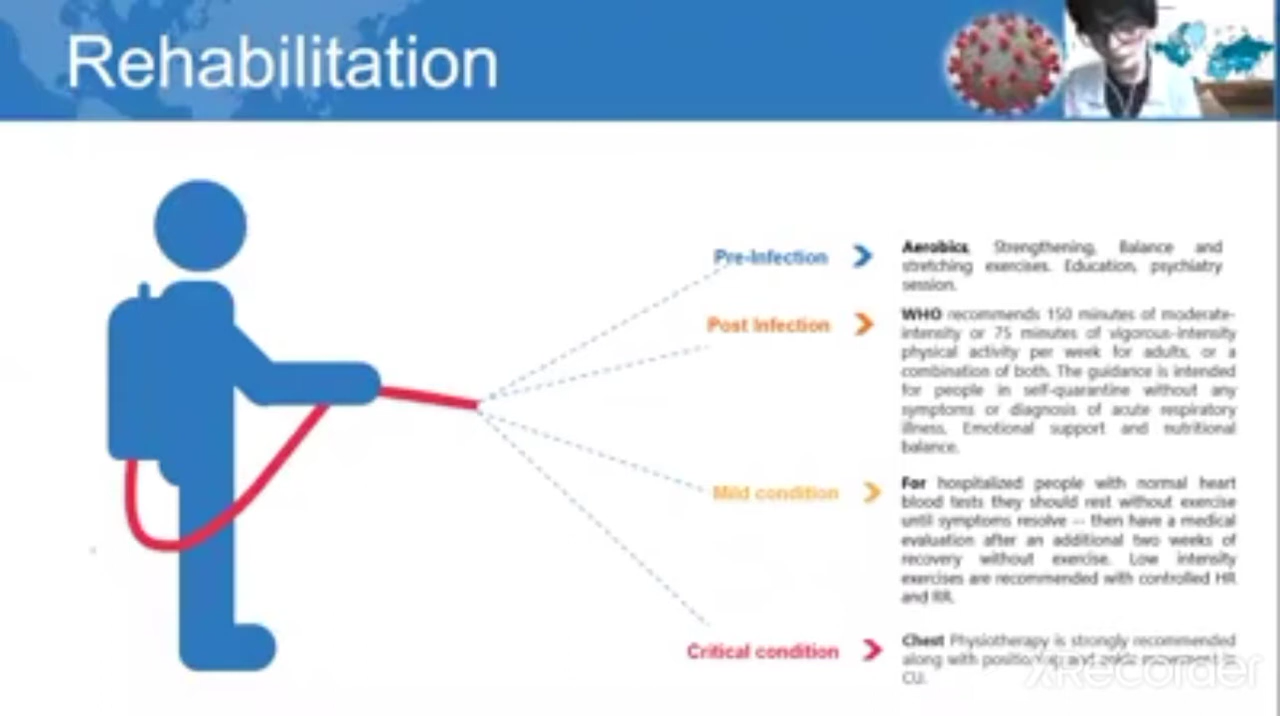 Rehabilitation
Pre-Infection
Aerobics, Strengthening, Balance and
stretching exercises. Education, psychiatry
session.
Post Infection
WHO recommends 150 minutes of moderate-
intensity or 75 minutes of vigorous-intensity
physical activity per week for adults, or a
combination of both. The guidance is intended
for people in self-quarantine without any
symptoms or diagnosis of acute respiratory
illness. Emotional support and nutritional
balance.
Mild condition
For hospitalized people with normal heart
blood tests they should rest without exercise
until symptoms resolve -- then have a medical
evaluation after an additional two weeks of
recovery without exercise. Low intensity
exercises are recommended with controlled HR
and RR.
Critical condition
Chest Physiotherapy is strongly recommended
along with and ankle movement
CU.
XRecorder